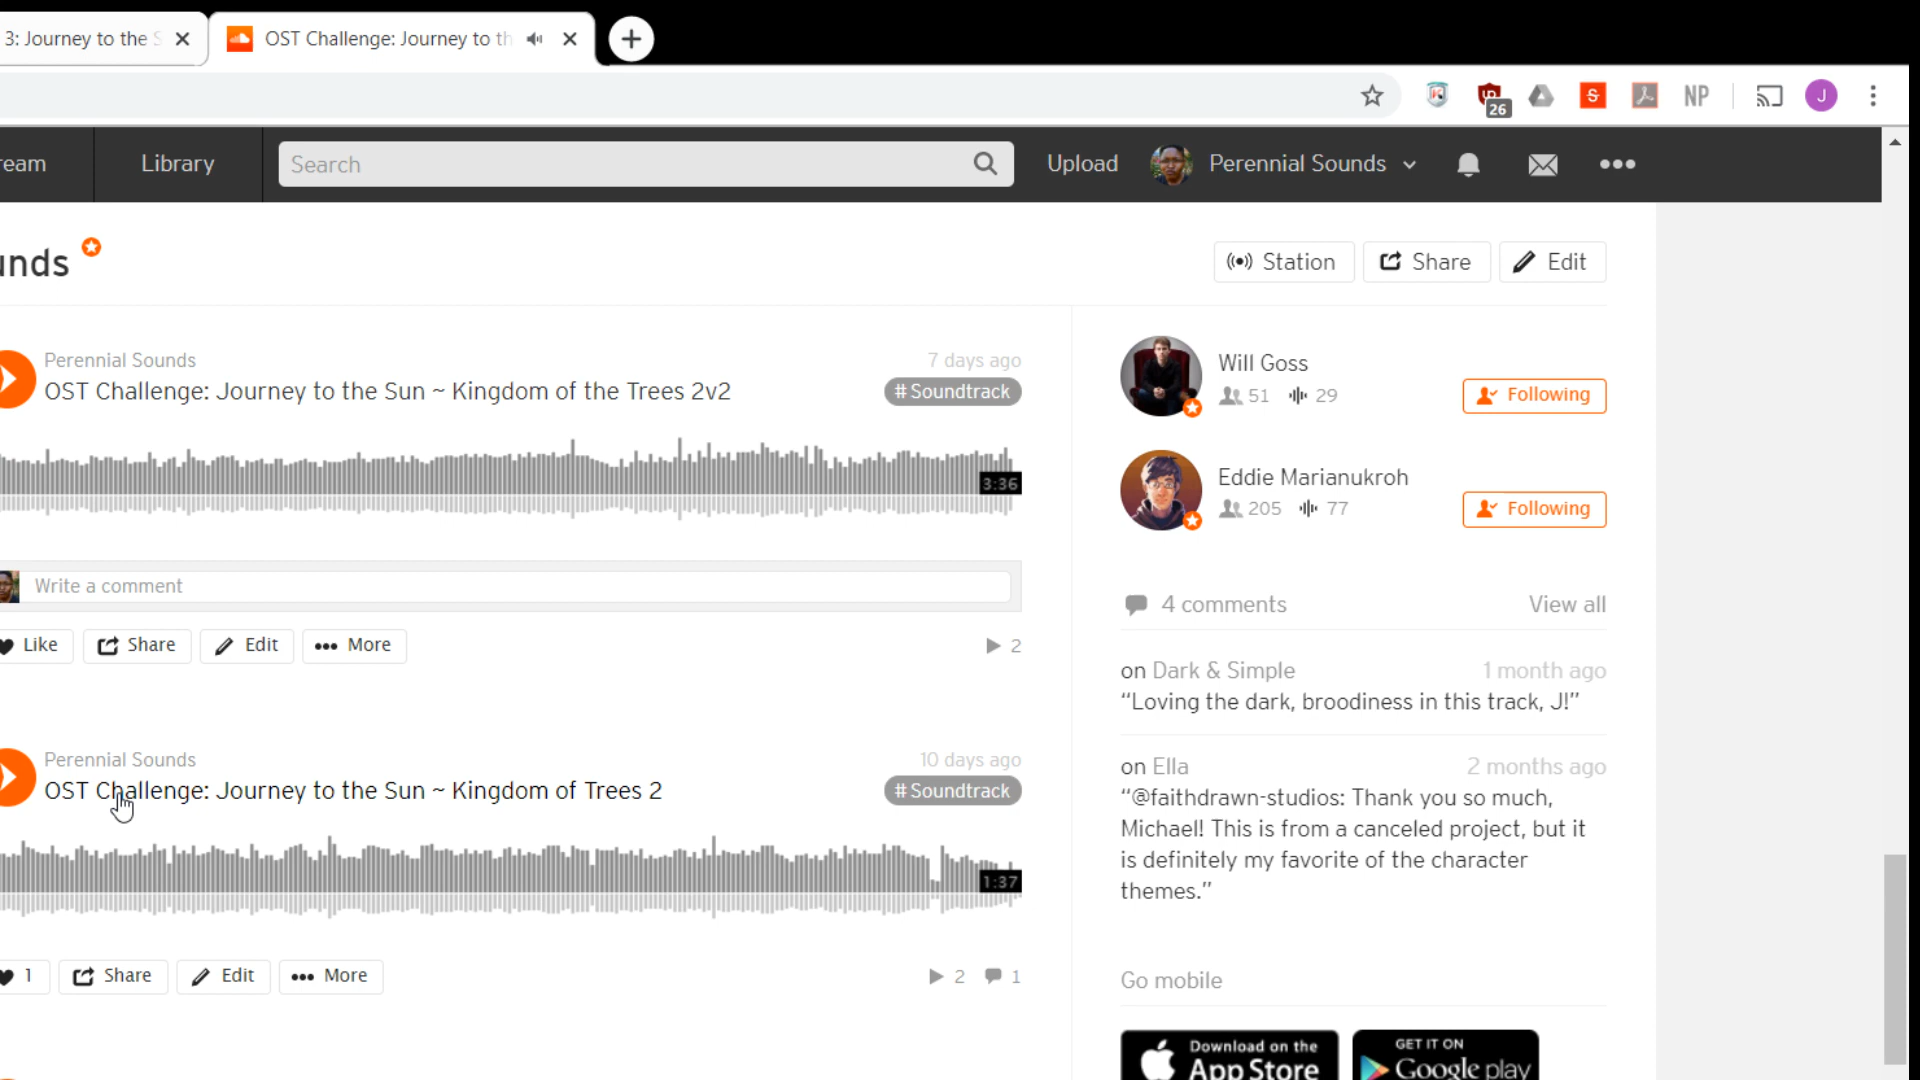 3: Journey to the S
OST Challenge: Journey to th
26
NP
J
eam
Library
Search
Upload
Perennial Sounds
unds
Station
Share
Edit
Perennial Sounds
7 days ago
OST Challenge: Journey to the Sun ~ Kingdom of the Trees 2v2
# Soundtrack
3:36
Write a comment
Like
Share
Edit
More
2
Perennial Sounds
10 days ago
OST Challenge: Journey to the Sun ~ Kingdom of Trees 2
# Soundtrack
1:37
1
Share
Edit
More
2
1
Will Goss
51
29
Following
Eddie Marianukroh
205
77
Following
4 comments
View all
on Dark & Simple
1 month ago
“Loving the dark, broodiness in this track, J!”
on Ella
2 months ago
“@faithdrawn-studios: Thank you so much,
Michael! This is from a canceled project, but it
is definitely my favorite of the character
themes.”
Go mobile
Download on the
App Store
GET IT ON
Google play